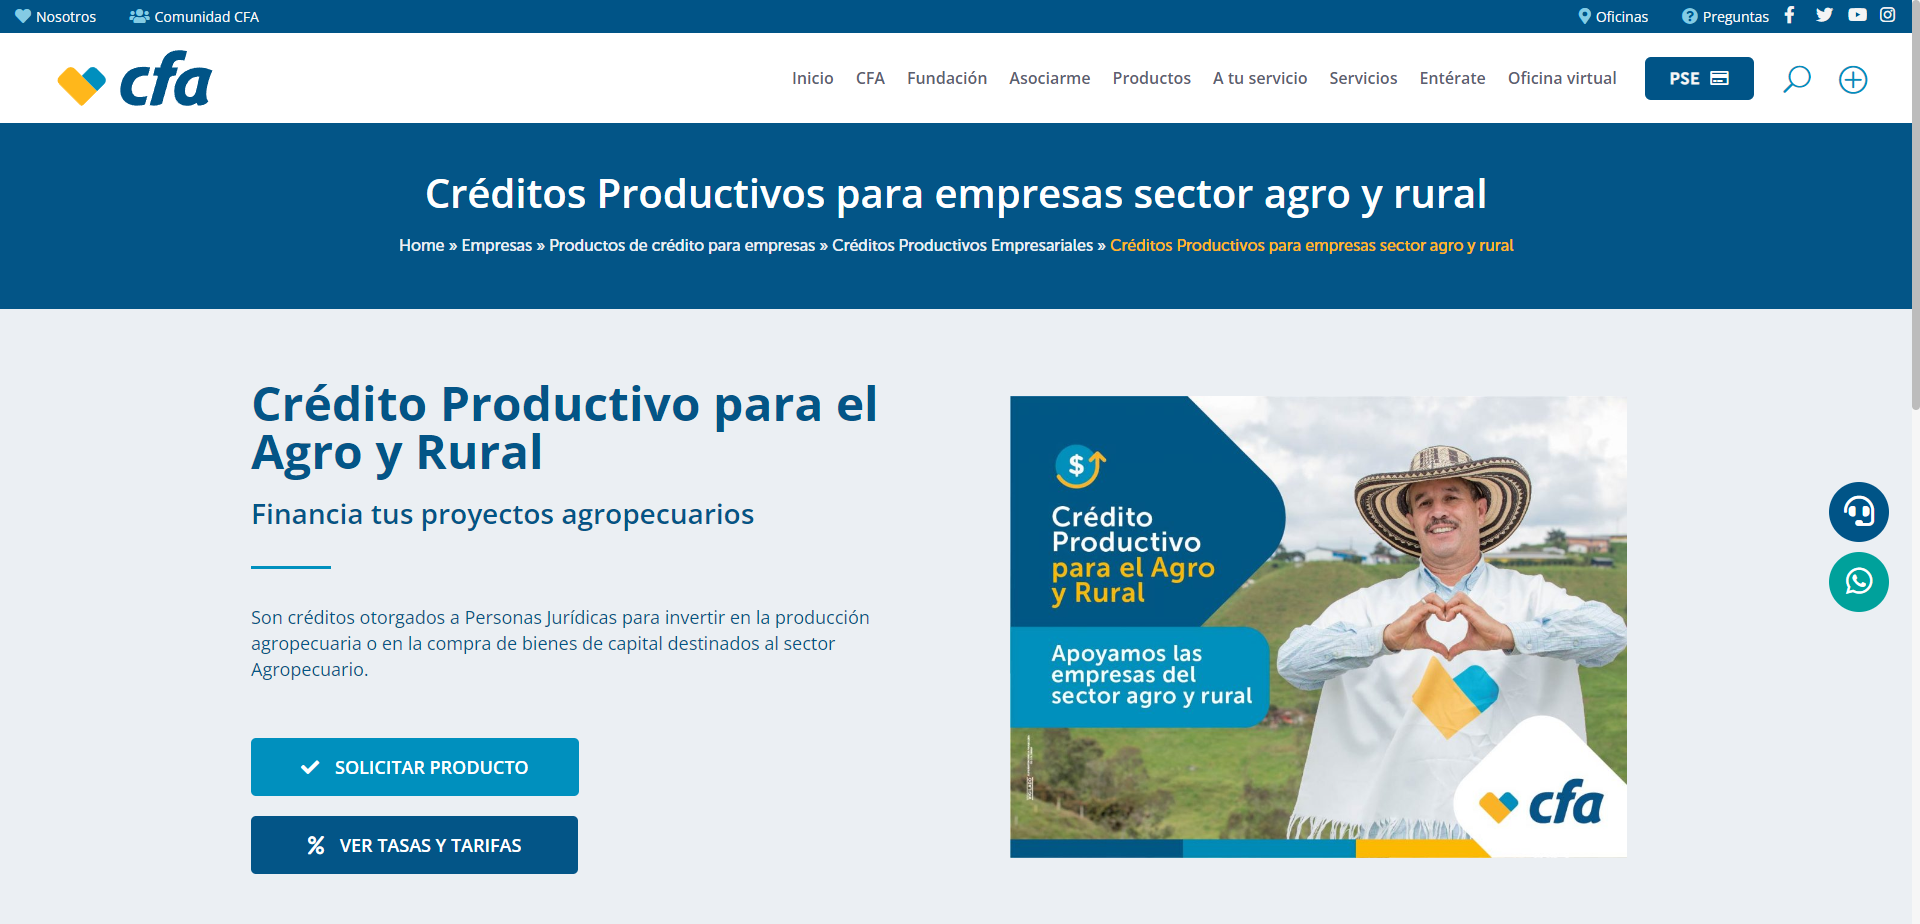 Nosotros
Comunidad CFA
Oficinas
Preguntas
cfa
Inicio
CFA
Fundación
Asociarme
Productos
A tu servicio
Servicios
Entérate
Oficina virtual
PSE
Créditos Productivos para empresas sector agro y rural
Home » Empresas » Productos de crédito para empresas » Créditos Productivos Empresariales » Créditos Productivos para empresas sector agro y rural
Crédito Productivo para el
Agro y Rural
Financia tus proyectos agropecuarios
Son créditos otorgados a Personas Jurídicas para invertir en la producción
agropecuaria o en la compra de bienes de capital destinados al sector
Agropecuario.
SOLICITAR PRODUCTO
% VER TASAS Y TARIFAS
$
Crédito
Productivo
para el Agro
y Rural
Apoyamos las
empresas del
sector agro y rural
cfa